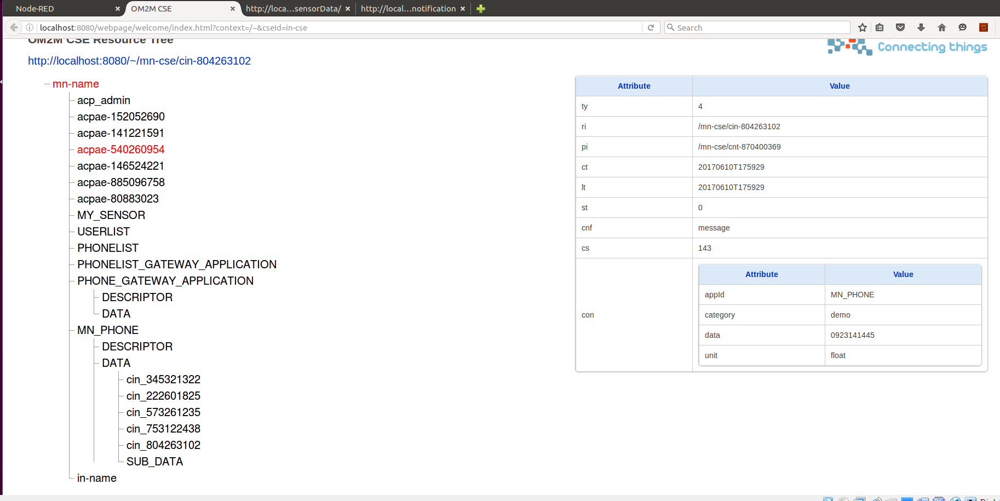 Node-RED
OM2M CSE
http://loca...sensorData/
http://local...notification
localhost:8080/webpage/welcome/index.html?context=/~&cseId=in-cse
Search
OM2M CSE Resource Tree
Connecting things
http://localhost:8080/~/mn-cse/cin-804263102
mn-name
acp_admin
acpae-152052690
acpae-141221591
acpae-540260954
acpae-146524221
acpae-885096758
acpae-80883023
MY_SENSOR
USERLIST
PHONELIST
PHONELIST_GATEWAY_APPLICATION
PHONE_GATEWAY_APPLICATION
DESCRIPTOR
DATA
MN_PHONE
DESCRIPTOR
DATA
cin_345321322
cin_222601825
cin_573261235
cin_753122438
cin_804263102
SUB_DATA
in-name
Attribute Value
ty 4
ri /mn-cse/cin-804263102
pi /mn-cse/cnt-870400369
ct 20170610T175929
lt 20170610T175929
st 0
cnf message
cs 143
con
Attribute Value
appId MN_PHONE
category demo
data 0923141445
unit float